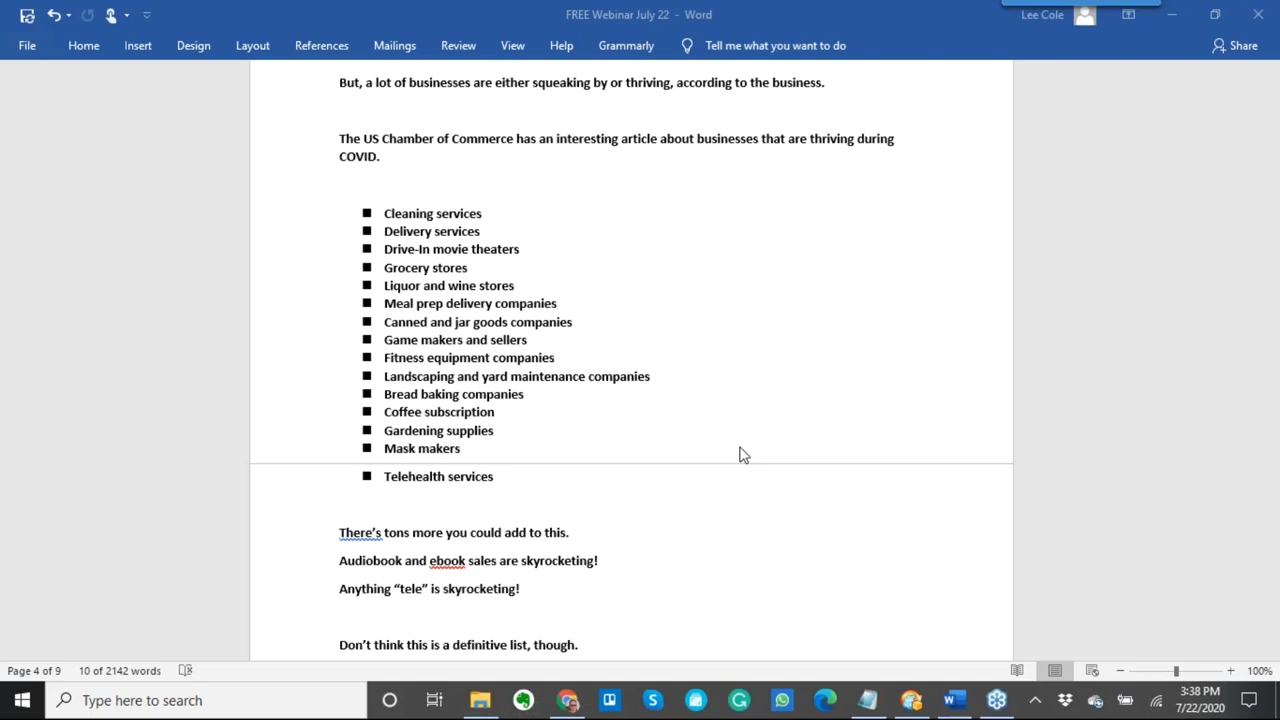 FREE Webinar July 22 - Word
Lee Cole
File Home Insert Design Layout References Mailings Review View Help Grammarly Tell me what you want to do Share
But, a lot of businesses are either squeaking by or thriving, according to the business.
The US Chamber of Commerce has an interesting article about businesses that are thriving during
COVID.
■ Cleaning services
■ Delivery services
■ Drive-In movie theaters
■ Grocery stores
■ Liquor and wine stores
■ Meal prep delivery companies
■ Canned and jar goods companies
■ Game makers and sellers
■ Fitness equipment companies
■ Landscaping and yard maintenance companies
■ Bread baking companies
■ Coffee subscription
■ Gardening supplies
■ Mask makers
■ Telehealth services
There’s tons more you could add to this.
Audiobook and ebook sales are skyrocketing!
Anything “tele” is skyrocketing!
Don’t think this is a definitive list, though.
Page 4 of 9 10 of 2142 words 100%
Type here to search
3:38 PM
7/22/2020